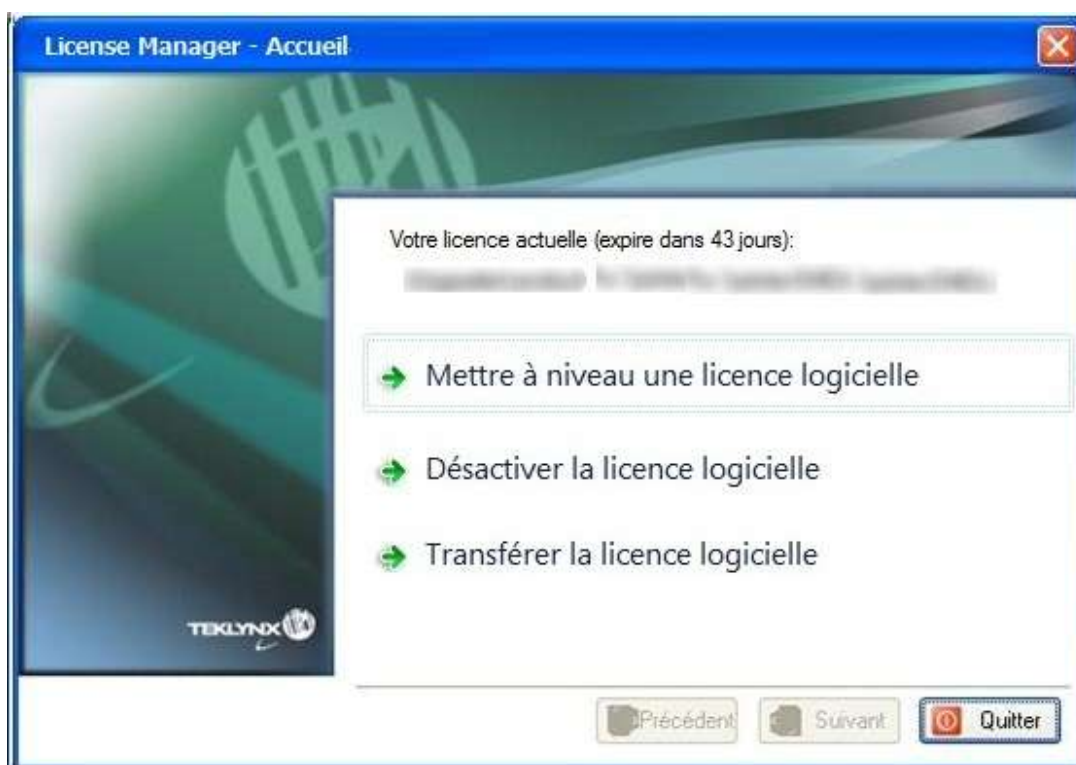 License Manager - Accueil
Votre licence actuelle (expire dans 43 jours):
Mettre à niveau une licence logicielle
Désactiver la licence logicielle
Transférer la licence logicielle
TEKLYNX
Précédent
Suivant
Quitter